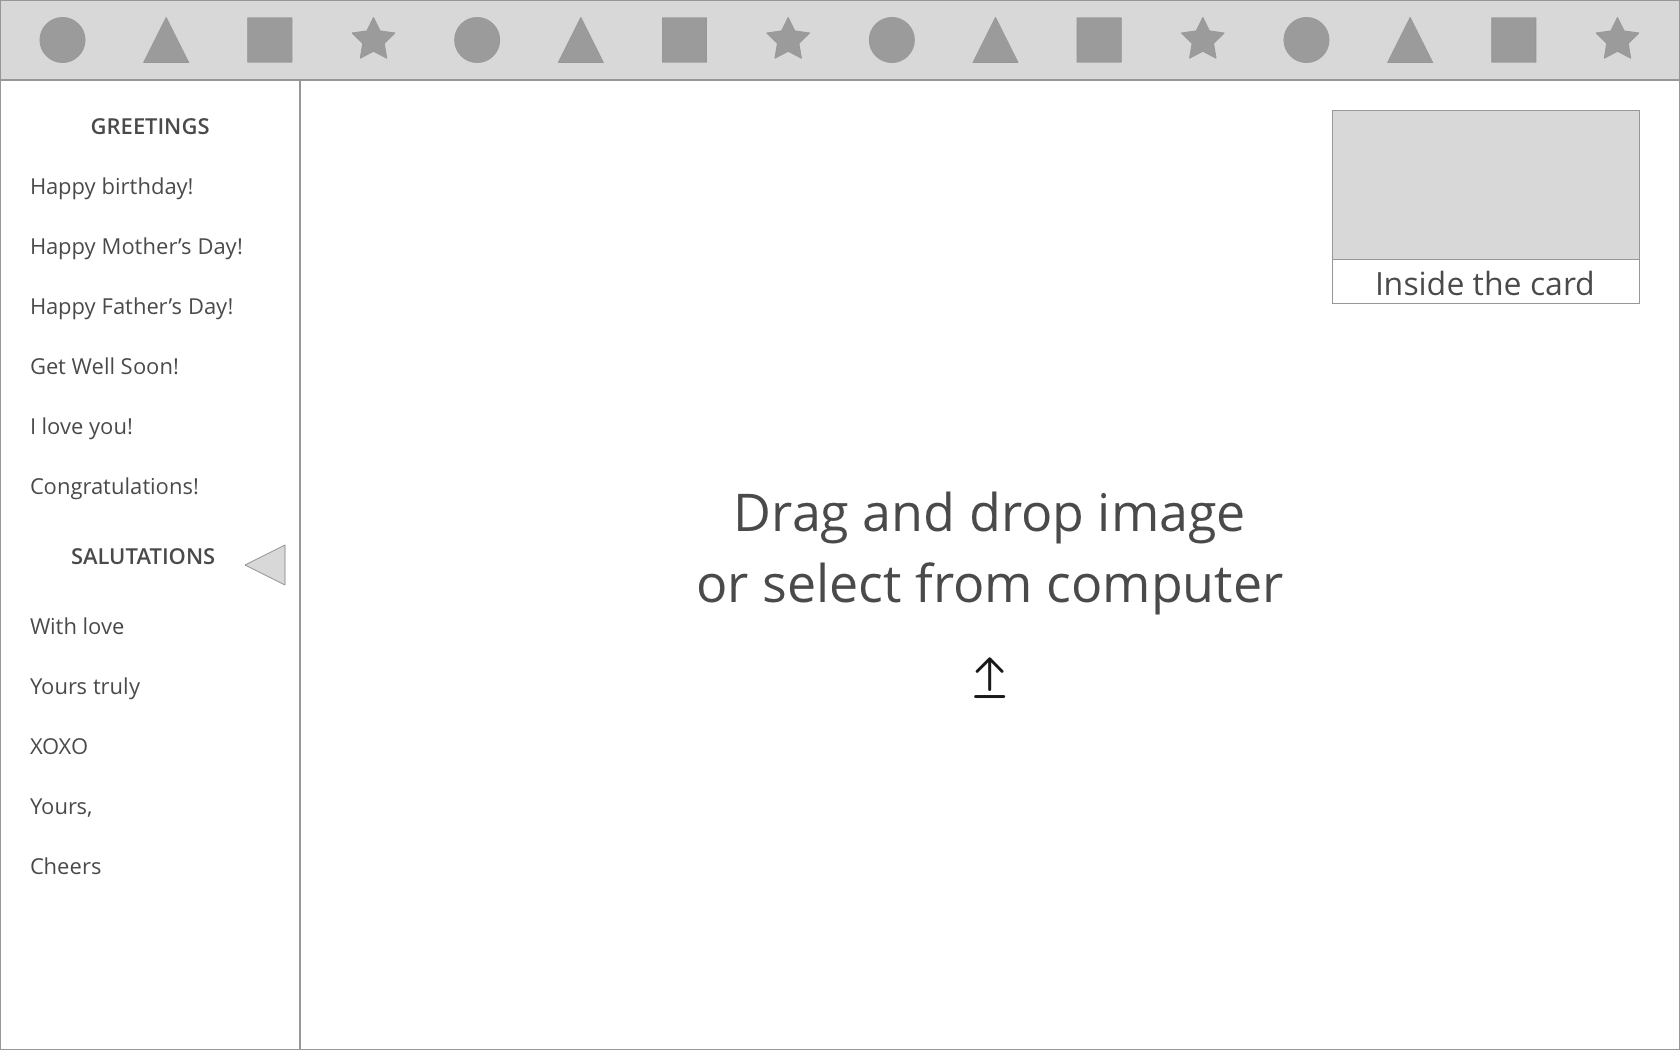 GREETINGS
Happy birthday!
Happy Mother’s Day!
Happy Father’s Day!
Get Well Soon!
I love you!
Congratulations!
SALUTATIONS
With love
Yours truly
XOXO
Yours,
Cheers
Inside the card
Drag and drop image
or select from computer